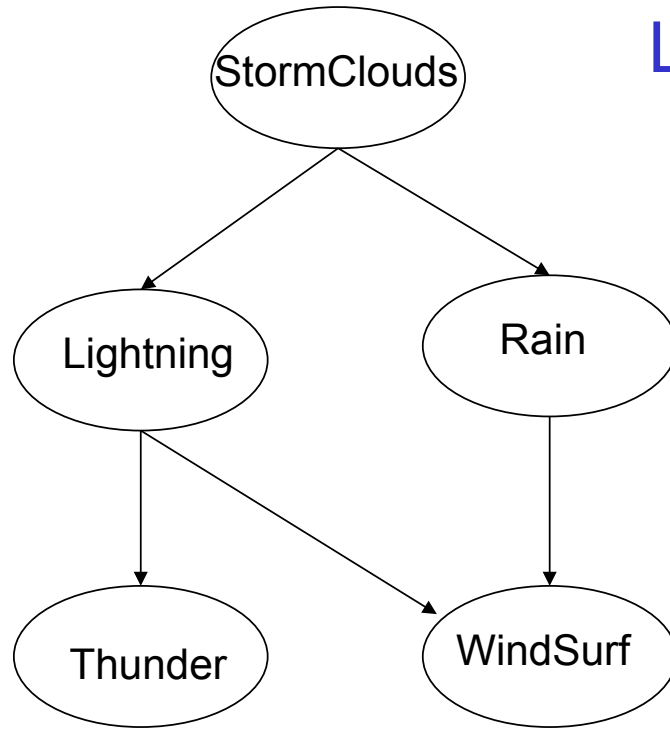 StormClouds
L
Lightning
Rain
Thunder
WindSurf